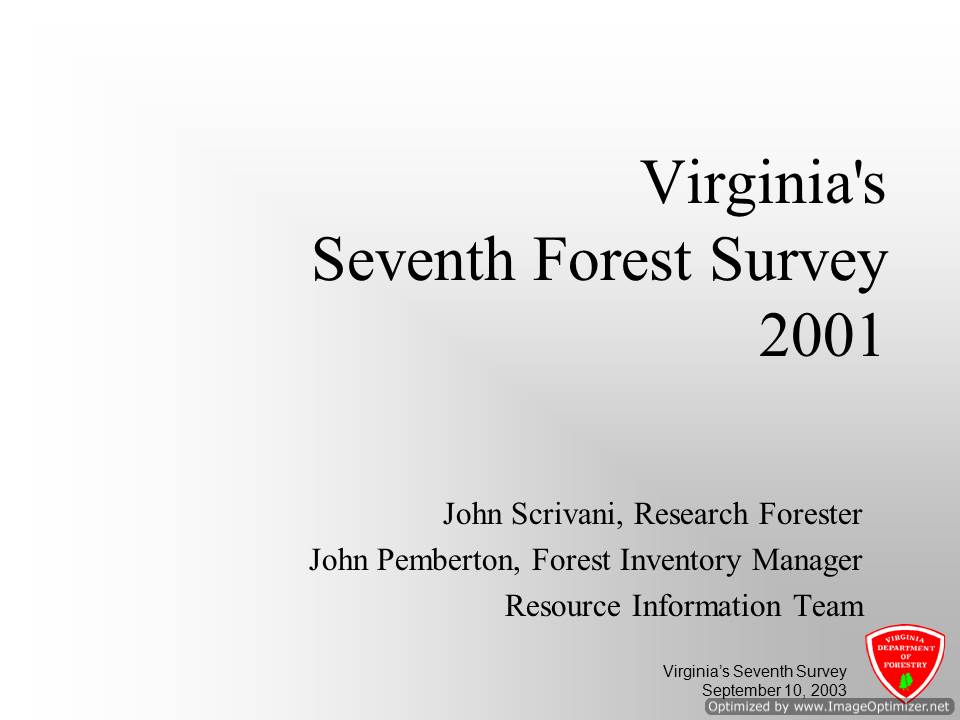 Virginia's
Seventh Forest Survey
2001
John Scrivani, Research Forester
John Pemberton, Forest Inventory Manager
Resource Information Team
VIRGINIA
DEPARTMENT
OF
FORESTRY
Virginia’s Seventh Survey
September 10, 2003
Optimized by www.ImageOptimizer.net